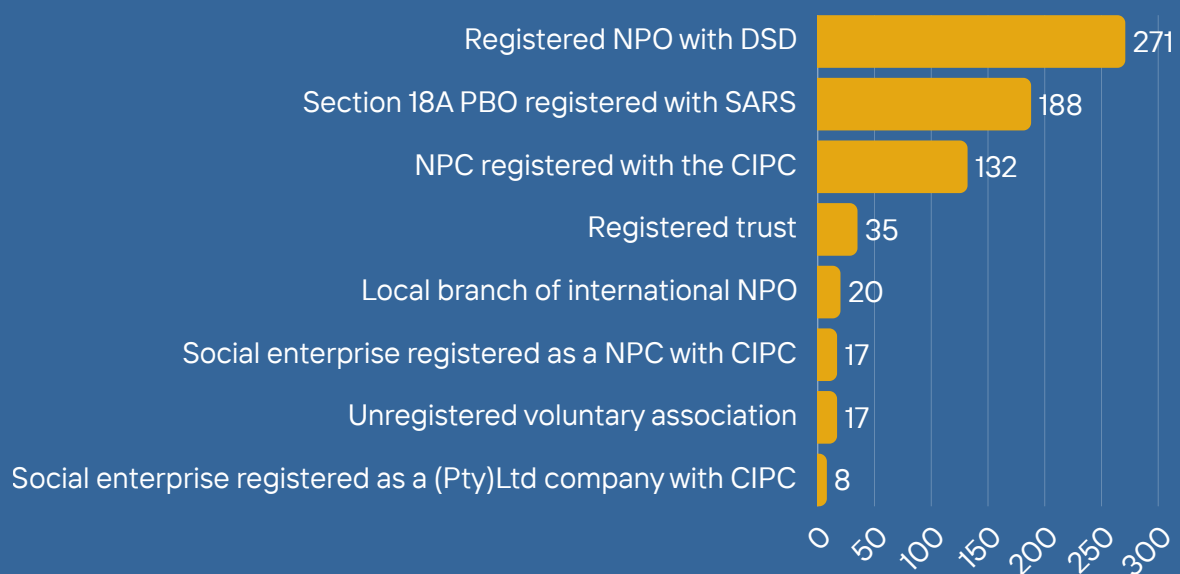 Registered NPO with DSD 271
Section 18A PBO registered with SARS 188
NPC registered with the CIPC 132
Registered trust 35
Local branch of international NPO 20
Social enterprise registered as a NPC with CIPC 17
Unregistered voluntary association 17
Social enterprise registered as a (Pty)Ltd company with CIPC 8
0 50 100 150 200 250 300